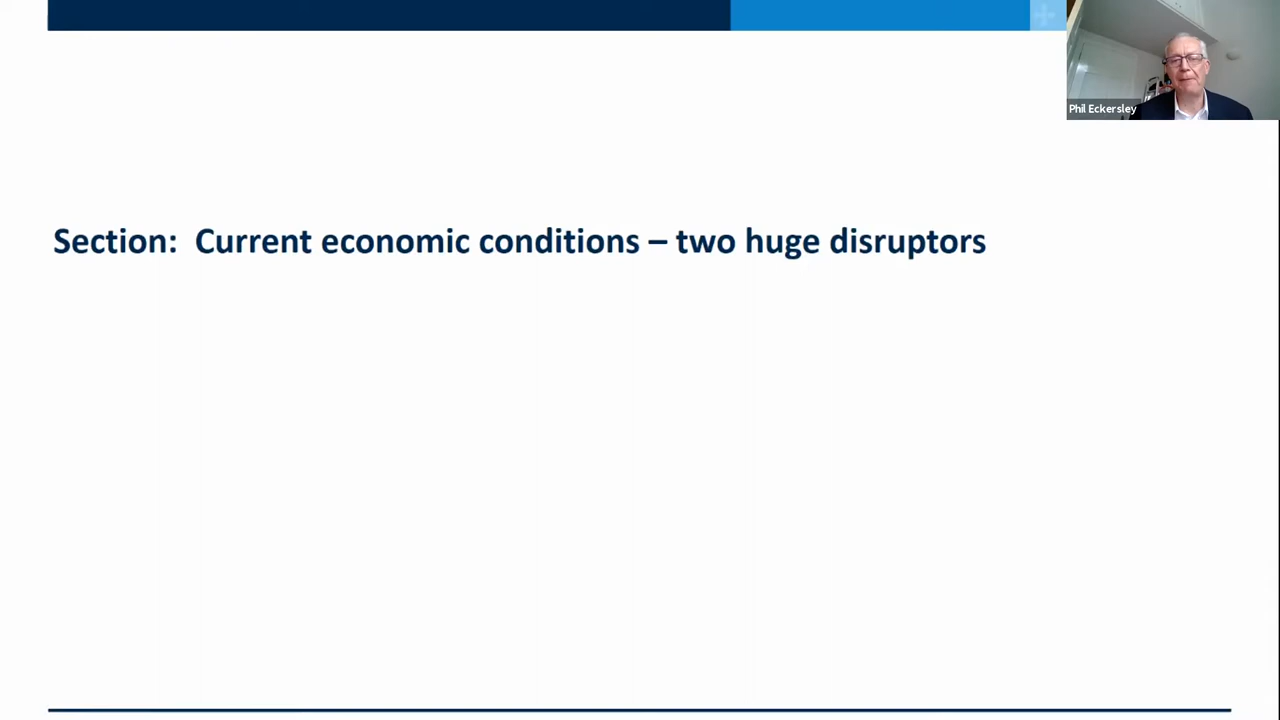 Phil Eckersley
Section:  Current economic conditions – two huge disruptors